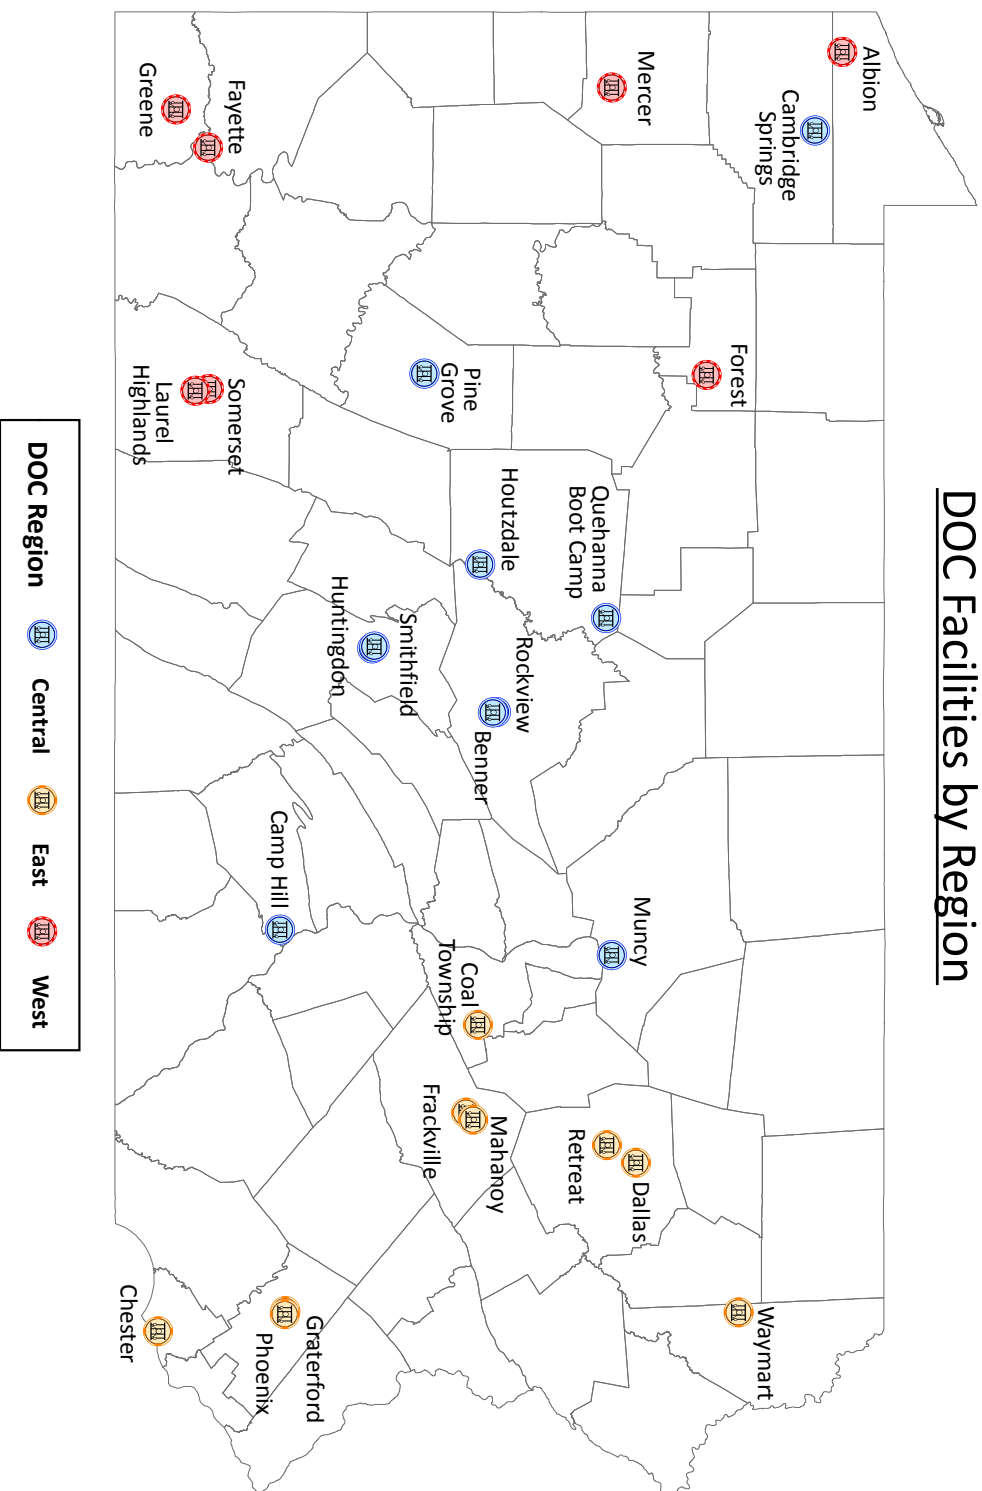 DOC Facilities by Region
Albion
Cambridge
Springs
Mercer
Forest
Fayette
Greene
Pine
Grove
Somerset
Laurel
Highlands
Quehanna
Boot Camp
Houtzdale
Rockview
Benner
Smithfield
Huntingdon
Camp Hill
Muncy
Coal
Township
Mahanoy
Frackville
Dallas
Retreat
Waymart
Graterford
Phoenix
Chester
DOC Region Central East West